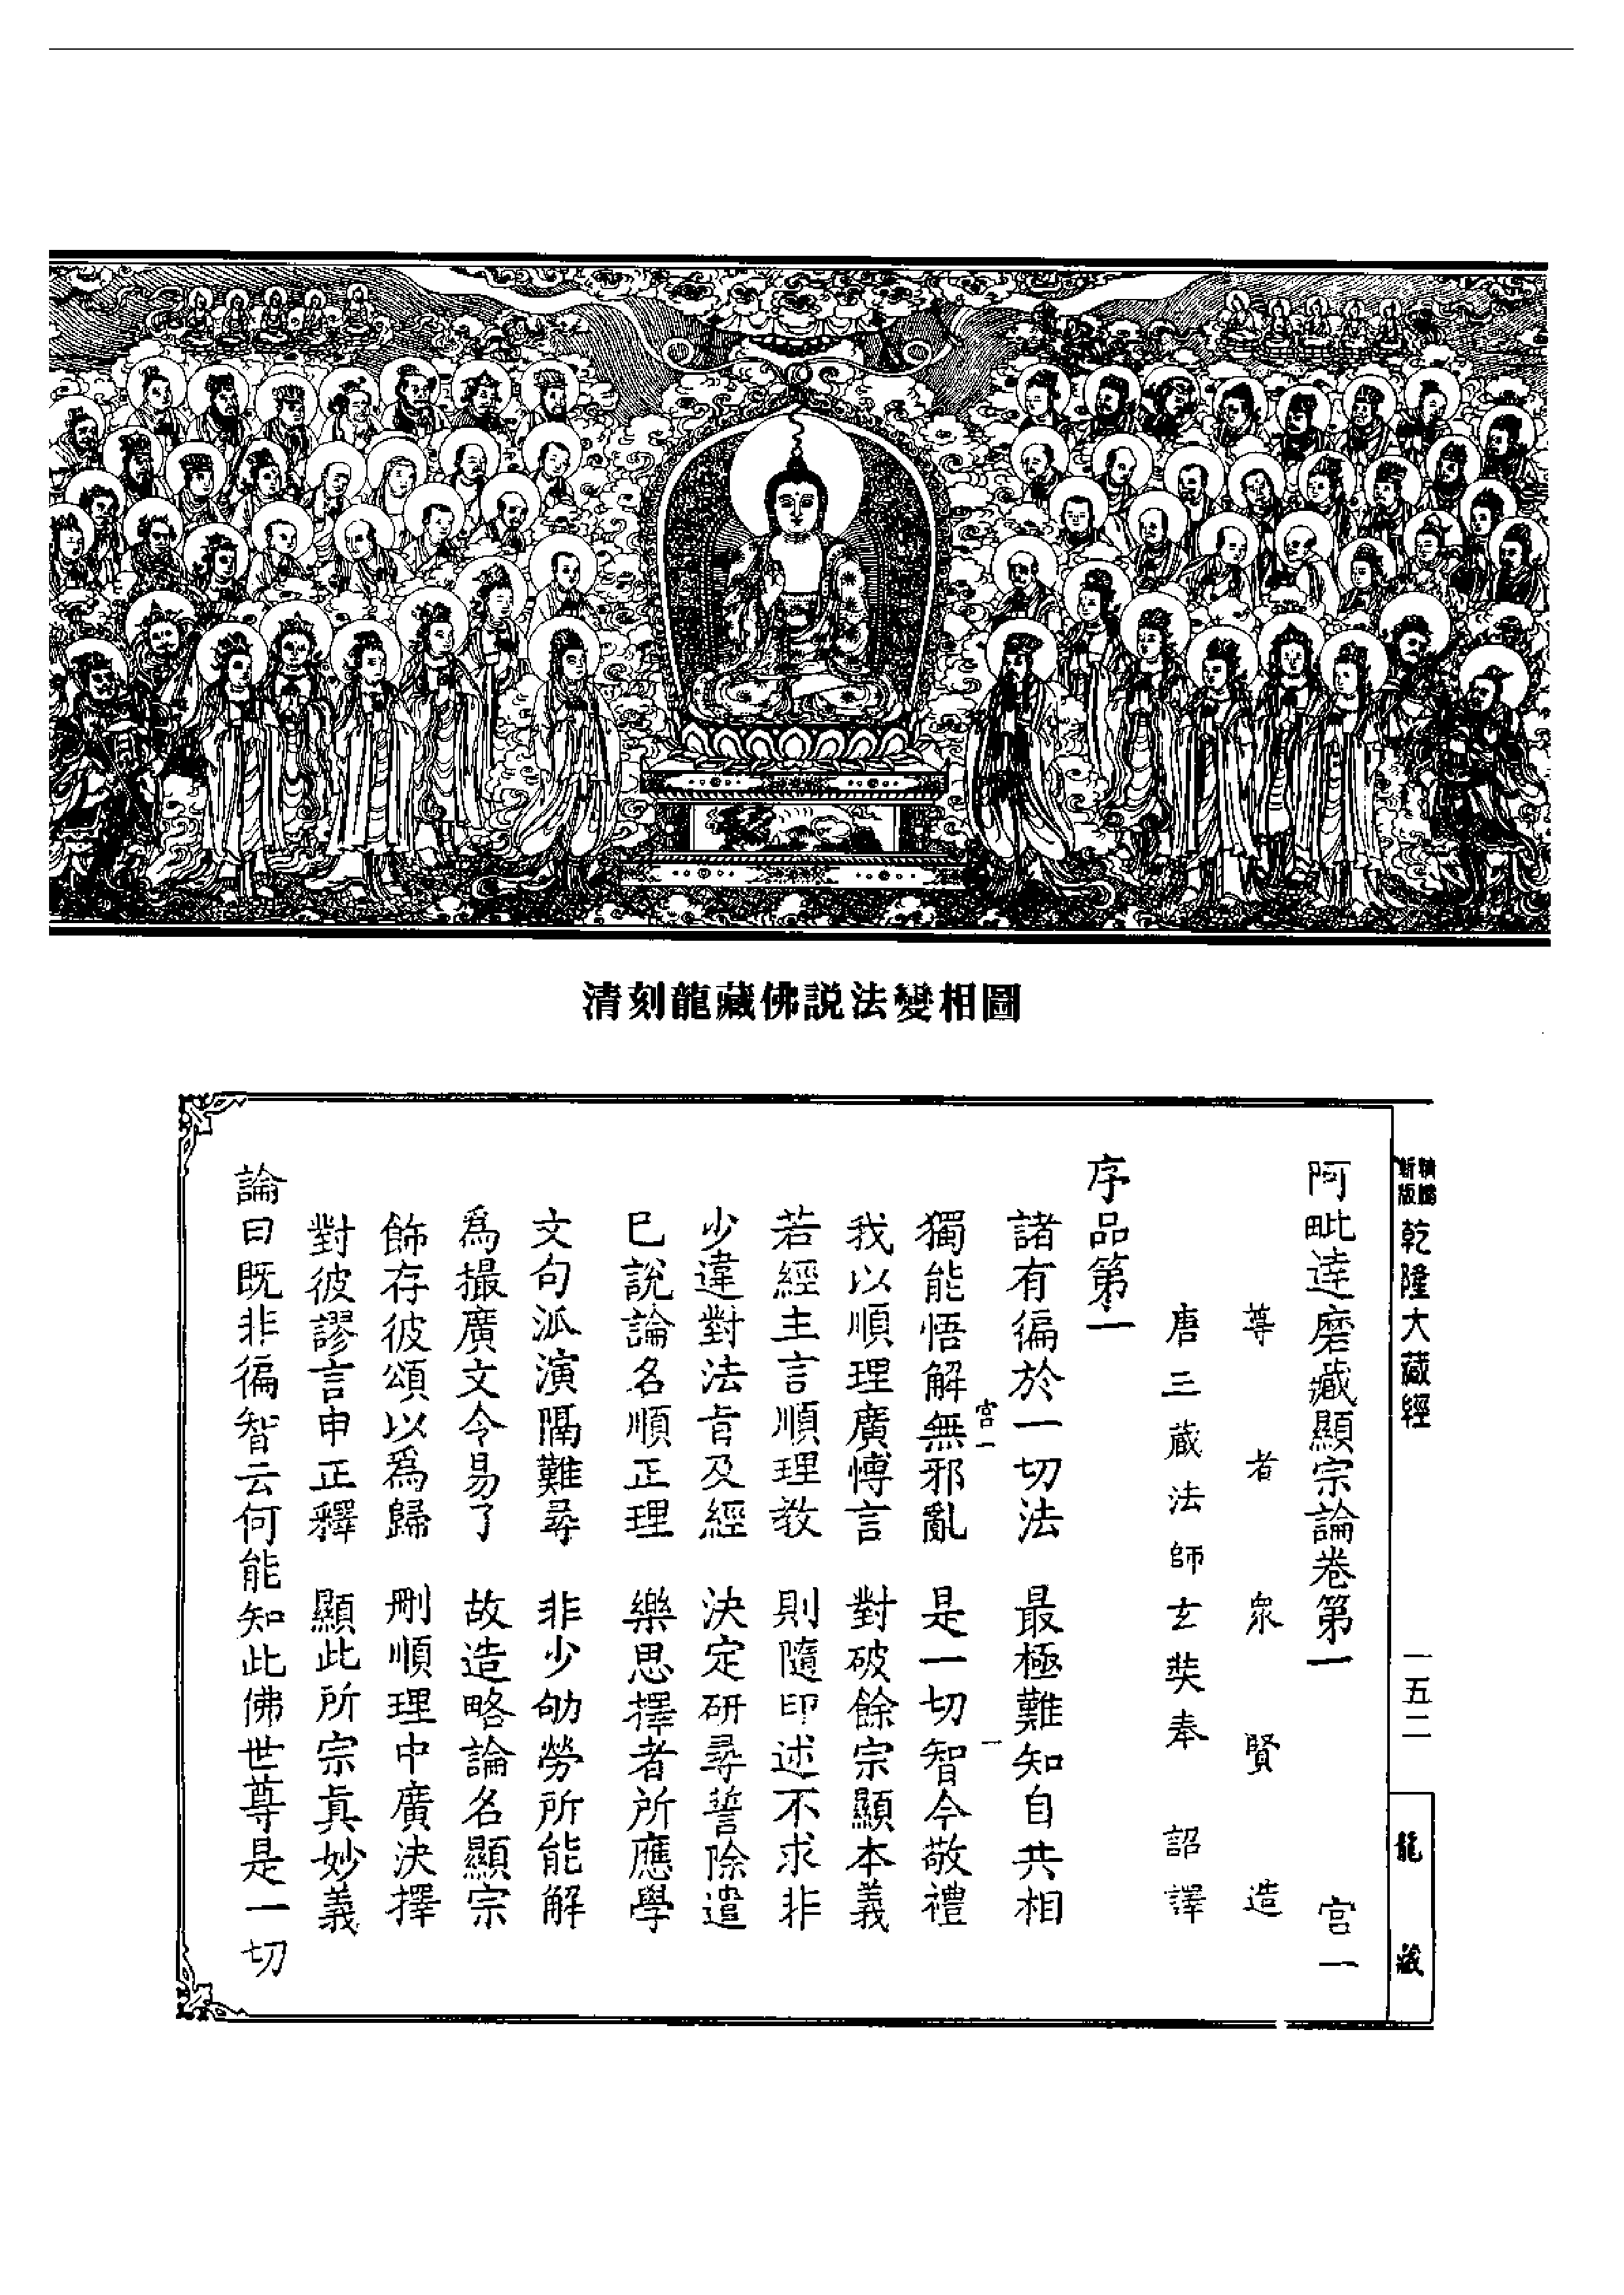 清刻龍藏佛説法變相圖
新版
乾隆大藏經
一五二
龍藏
阿毗達磨藏顯宗論卷第一 宮一
尊者衆賢造
唐三藏法師玄奘奉 詔譯
序品第一
諸有徧於一切法 最極難知自共相
宮一 一
獨能悟解無邪亂 是一切智今敬禮
我以順理廣愽言 對破餘宗顯本義
若經主言順理教 則隨印述不求非
少違對法旨及經 決定研尋誓除遣
巳說論名順正理 樂思擇者所應學
文句派演隔難尋 非少劬勞所能解
爲撮廣文令易了 故造略論名顯宗
飾存彼頌以爲歸 刪順理中廣決擇
對彼謬言申正釋 顯此所宗眞妙義
論曰既非徧智云何能知此佛世尊是一切